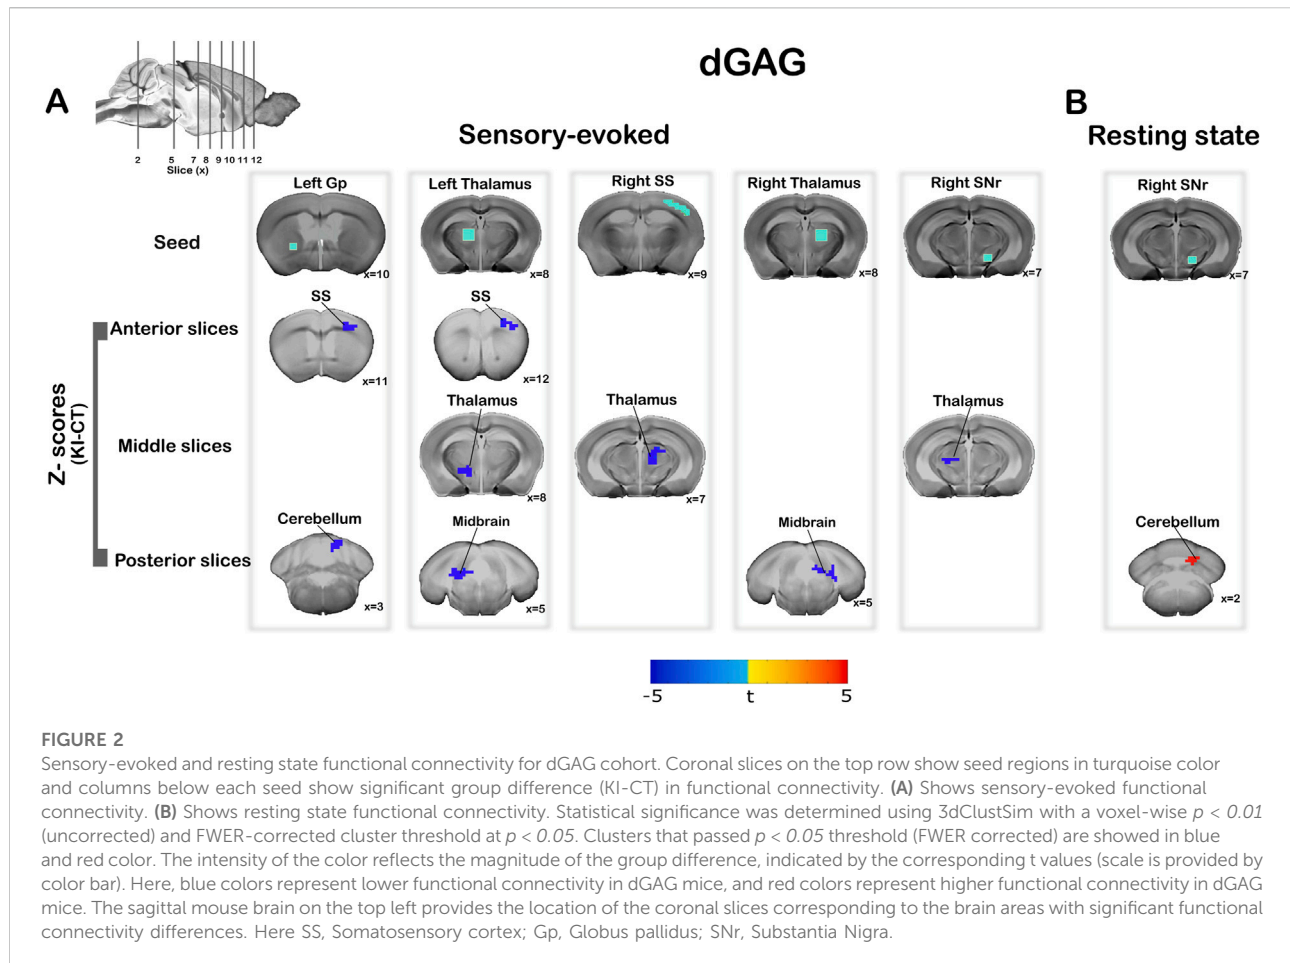 dGAG
A
B
Sensory-evoked
Resting state
2 5 7 8 9 10 11 12
Slice (x)
Seed
Left Gp
x=10
Left Thalamus
x=8
Right SS
x=9
Right Thalamus
x=8
Right SNr
x=7
Right SNr
x=7
Z- scores
(KI-CT)
Anterior slices
SS
x=11
SS
x=12
Middle slices
Thalamus
x=8
Thalamus
x=7
Thalamus
Posterior slices
Cerebellum
x=3
Midbrain
x=5
Midbrain
x=5
Cerebellum
x=2
-5 t 5
FIGURE 2
Sensory-evoked and resting state functional connectivity for dGAG cohort. Coronal slices on the top row show seed regions in turquoise color
and columns below each seed show significant group difference (KI-CT) in functional connectivity. (A) Shows sensory-evoked functional
connectivity. (B) Shows resting state functional connectivity. Statistical significance was determined using 3dClustSim with a voxel-wise p < 0.01
(uncorrected) and FWER-corrected cluster threshold at p < 0.05. Clusters that passed p < 0.05 threshold (FWER corrected) are showed in blue
and red color. The intensity of the color reflects the magnitude of the group difference, indicated by the corresponding t values (scale is provided by
color bar). Here, blue colors represent lower functional connectivity in dGAG mice, and red colors represent higher functional connectivity in dGAG
mice. The sagittal mouse brain on the top left provides the location of the coronal slices corresponding to the brain areas with significant functional
connectivity differences. Here SS, Somatosensory cortex; Gp, Globus pallidus; SNr, Substantia Nigra.